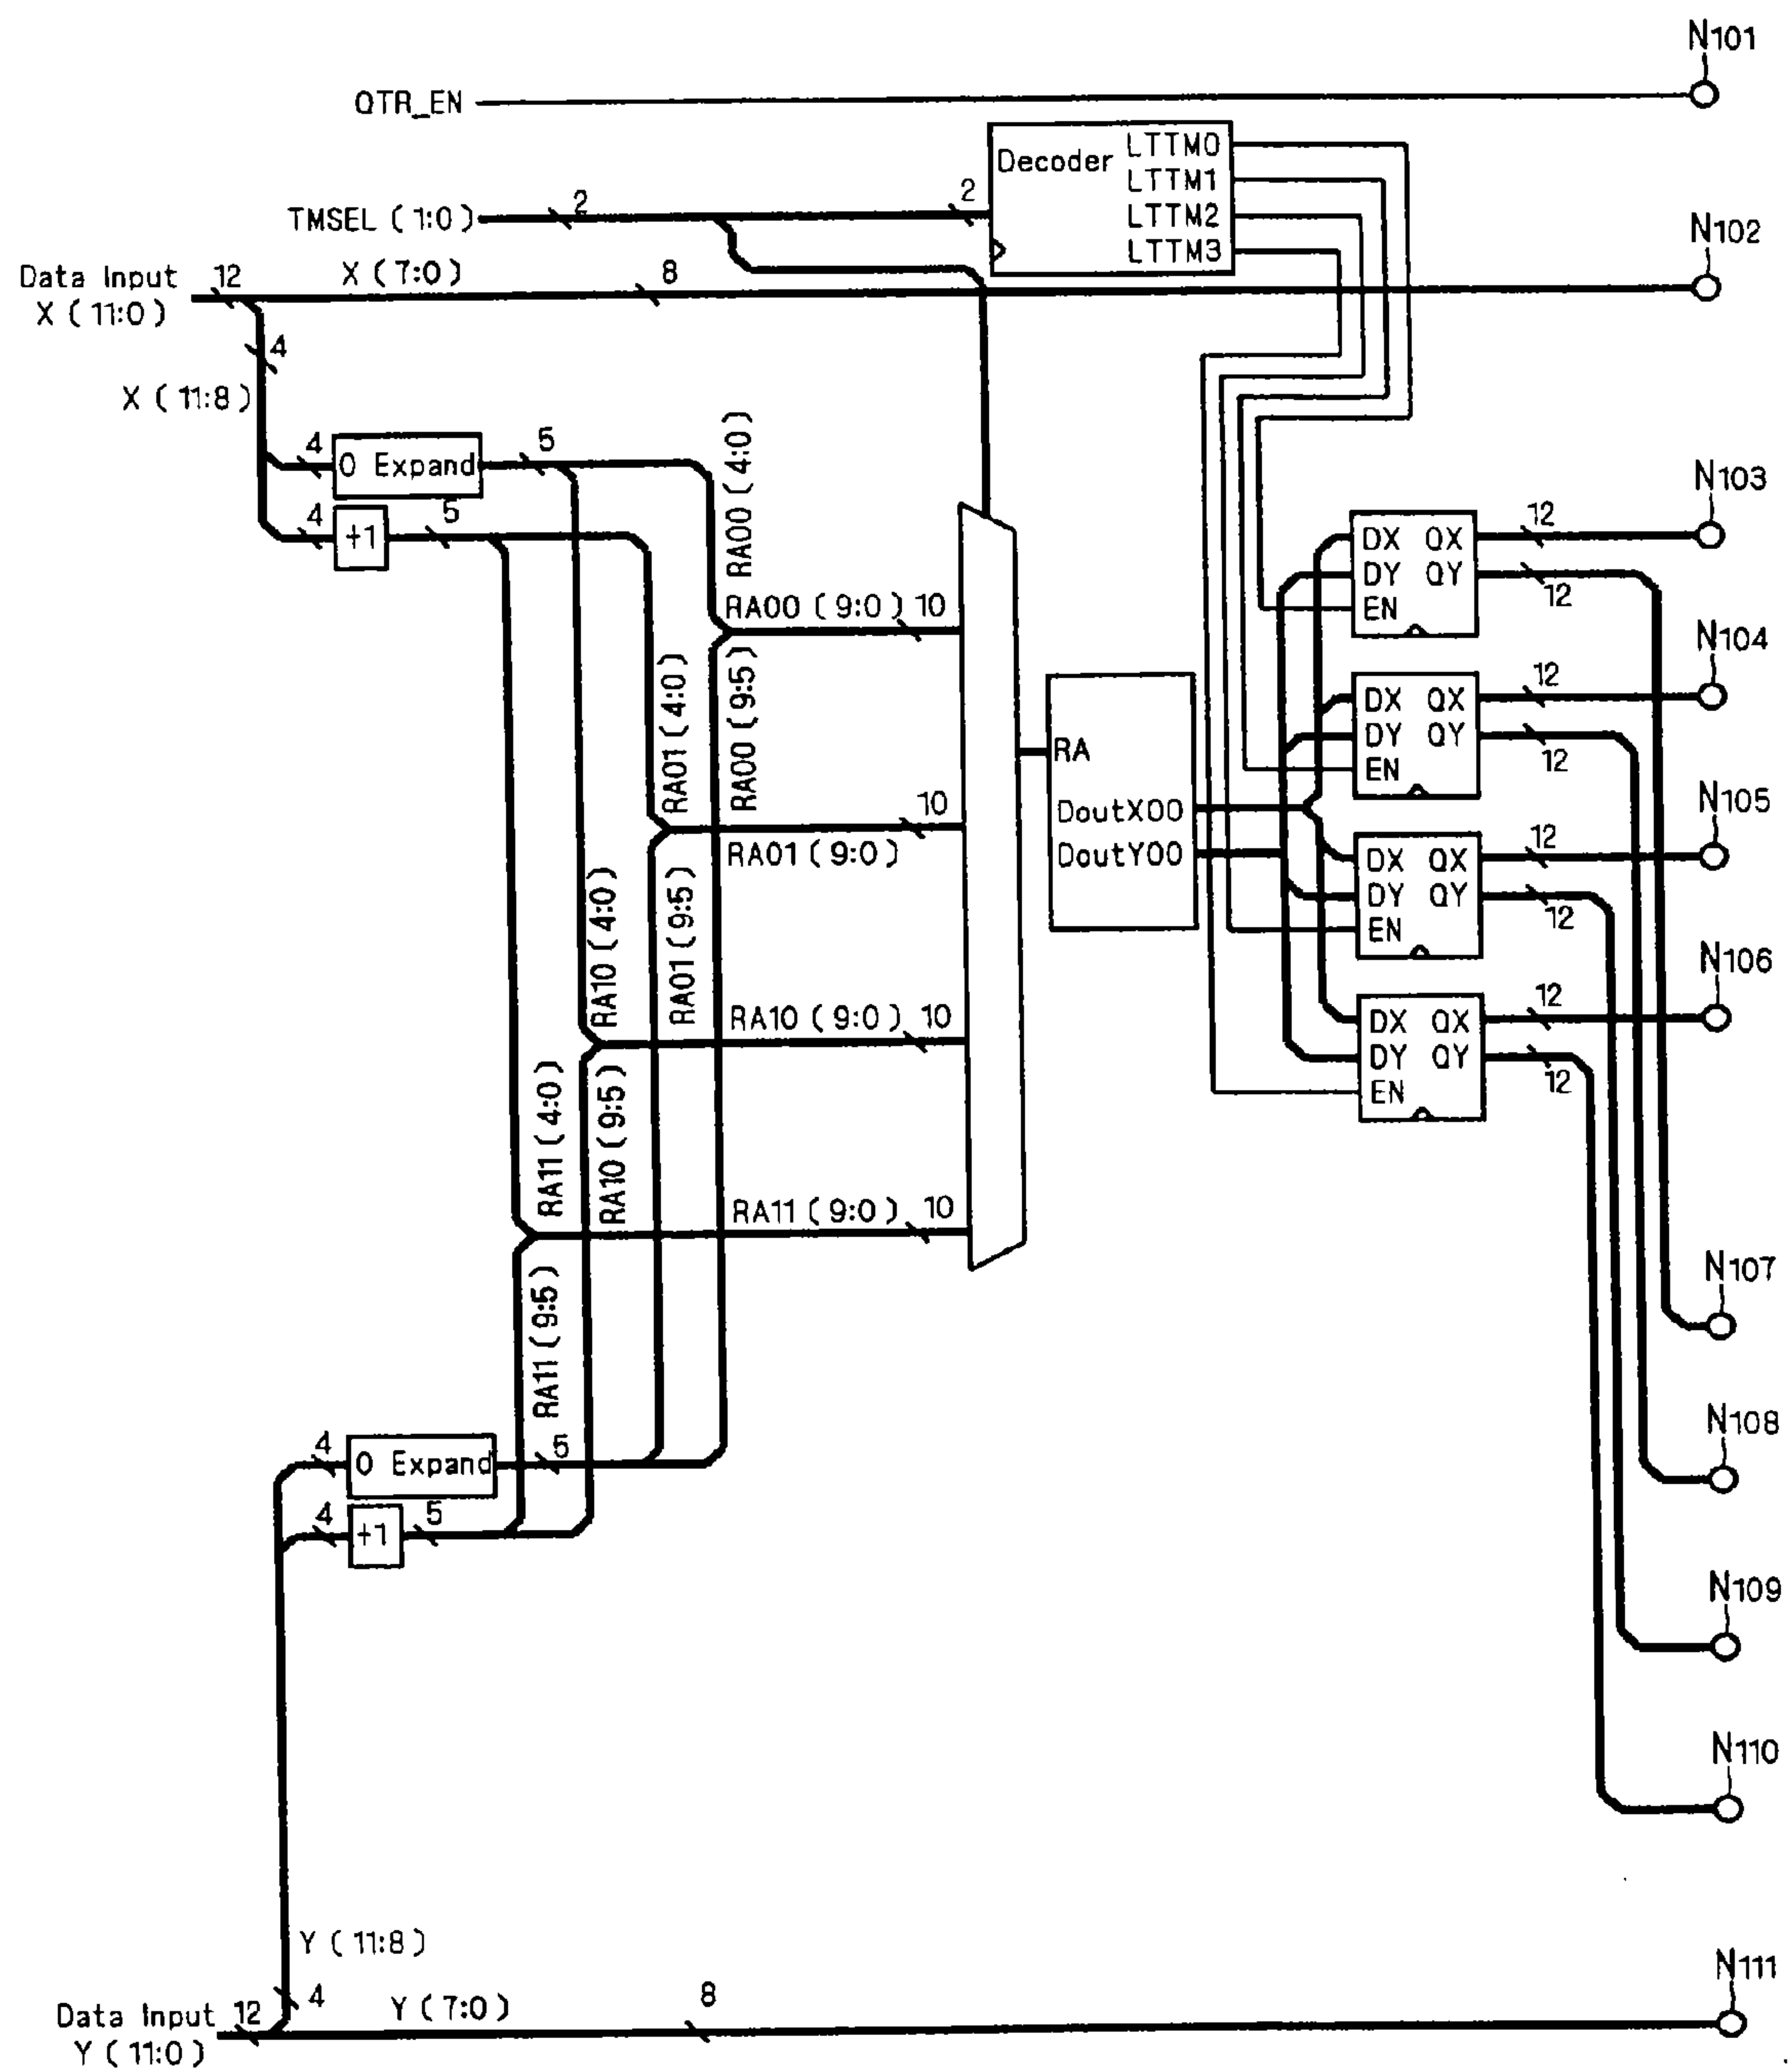 N101
QTR_EN
Decoder
LTTM0
LTTM1
LTTM2
LTTM3
TMSEL (1:0)
2
2
N102
Data Input
X (11:0)
12
X (7:0)
8
4
X (11:8)
4
0 Expand
5
4
+1
5
RA00 (4:0)
RA00 (9:0)
10
RA01 (4:0)
RA00 (9:5)
10
RA01 (9:0)
RA10 (4:0)
RA01 (9:5)
RA10 (9:0)
10
RA11 (4:0)
RA10 (9:5)
RA11 (9:0)
10
RA11 (9:5)
RA
DoutX00
DoutY00
N103
DX QX
DY QY
EN
12
12
N104
DX QX
DY QY
EN
12
12
N105
DX QX
DY QY
EN
12
12
N106
DX QX
DY QY
EN
12
12
N107
N108
N109
N110
4
0 Expand
5
4
+1
5
Y (11:8)
4
Data Input
Y (11:0)
12
Y (7:0)
8
N111